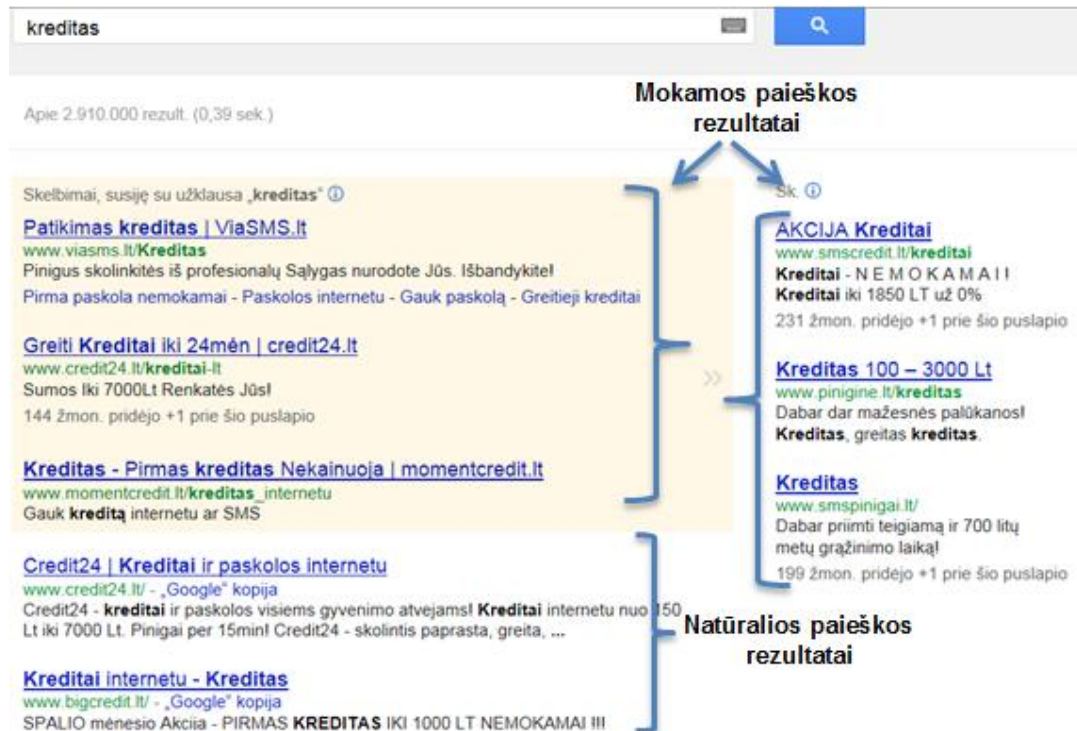 kreditas
Apie 2.910.000 rezult. (0,39 sek.)
Mokamos paieškos
rezultatai
Skelbimai, susiję su užklausa „kreditas“
Patikimas kreditas | ViaSMS.lt
www.viasms.lt/Kreditas
Pinigus skolinkitės iš profesionalų Sąlygas nurodote Jūs. Išbandykite!
Pirma paskola nemokamai - Paskolos internetu - Gauk paskolą - Greitieji kreditai
Greiti Kreditai iki 24mėn | credit24.lt
www.credit24.lt/kreditai-lt
Sumos Iki 7000Lt Renkatės Jūs!
144 žmon. pridėjo +1 prie šio puslapio
Kreditas - Pirmas kreditas Nekainuoja | momentcredit.lt
www.momentcredit.lt/kreditas_internetu
Gauk kreditą internetu ar SMS
Sk.
AKCIJA Kreditai
www.smscredit.lt/kreditai
Kreditai - N E M O K A M A I !
Kreditai iki 1850 LT už 0%
231 žmon. pridėjo +1 prie šio puslapio
Kreditas 100 – 3000 Lt
www.pinigine.lt/kreditas
Dabar dar mažesnės palūkanos!
Kreditas, greitas kreditas.
Kreditas
www.smspinigai.lt/
Dabar priimti teigiamą ir 700 litų
metų grąžinimo laiką!
199 žmon. pridėjo +1 prie šio puslapio
Credit24 | Kreditai ir paskolos internetu
www.credit24.lt/ - „Google“ kopija
Credit24 - kreditai ir paskolos visiems gyvenimo atvejams! Kreditai internetu nuo 150
Lt iki 7000 Lt. Pinigai per 15min! Credit24 - skolintis paprasta, greita, ...
Kreditai internetu - Kreditas
www.bigcredit.lt/ - „Google“ kopija
SPALIO mėnesio Akcija - PIRMAS KREDITAS IKI 1000 LT NEMOKAMAI !!!
Natūralios paieškos
rezultatai